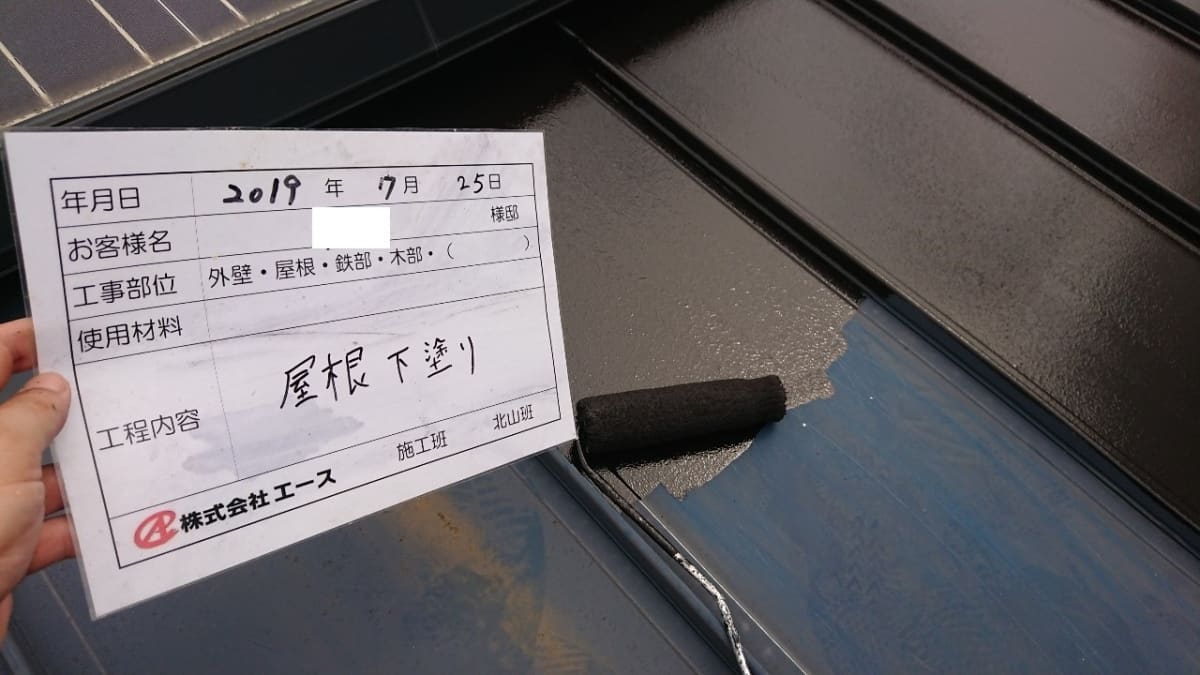 年月日 2019 年 7月 25日
お客様名 様邸
工事部位 外壁・屋根・鉄部・木部・( )
使用材料
工程内容 屋根下塗り
施工班 北山班
株式会社エース